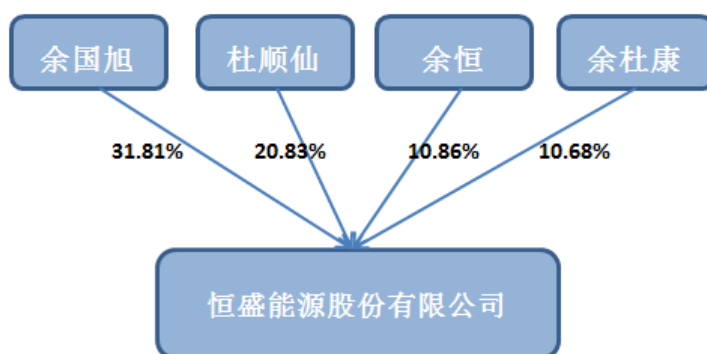 余国旭
杜顺仙
余恒
余杜康
31.81%
20.83%
10.86%
10.68%
恒盛能源股份有限公司